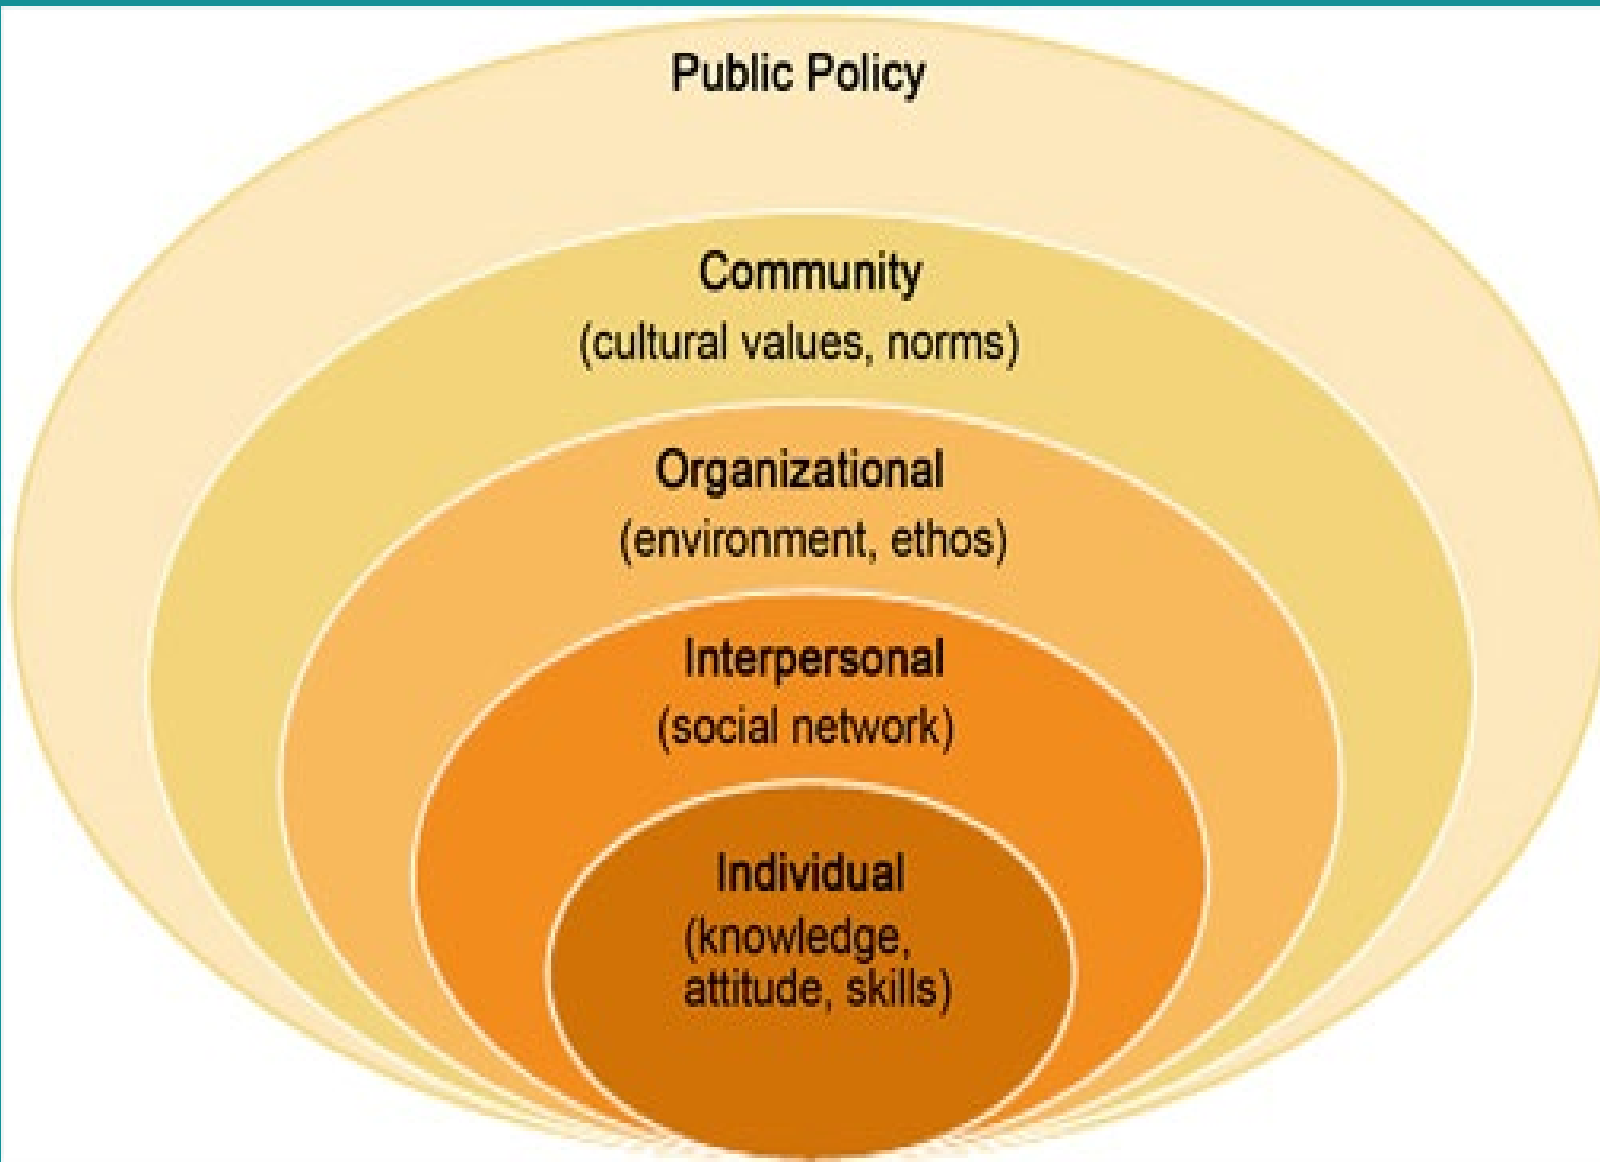 Public Policy
Community
(cultural values, norms)
Organizational
(environment, ethos)
Interpersonal
(social network)
Individual
(knowledge,
attitude, skills)